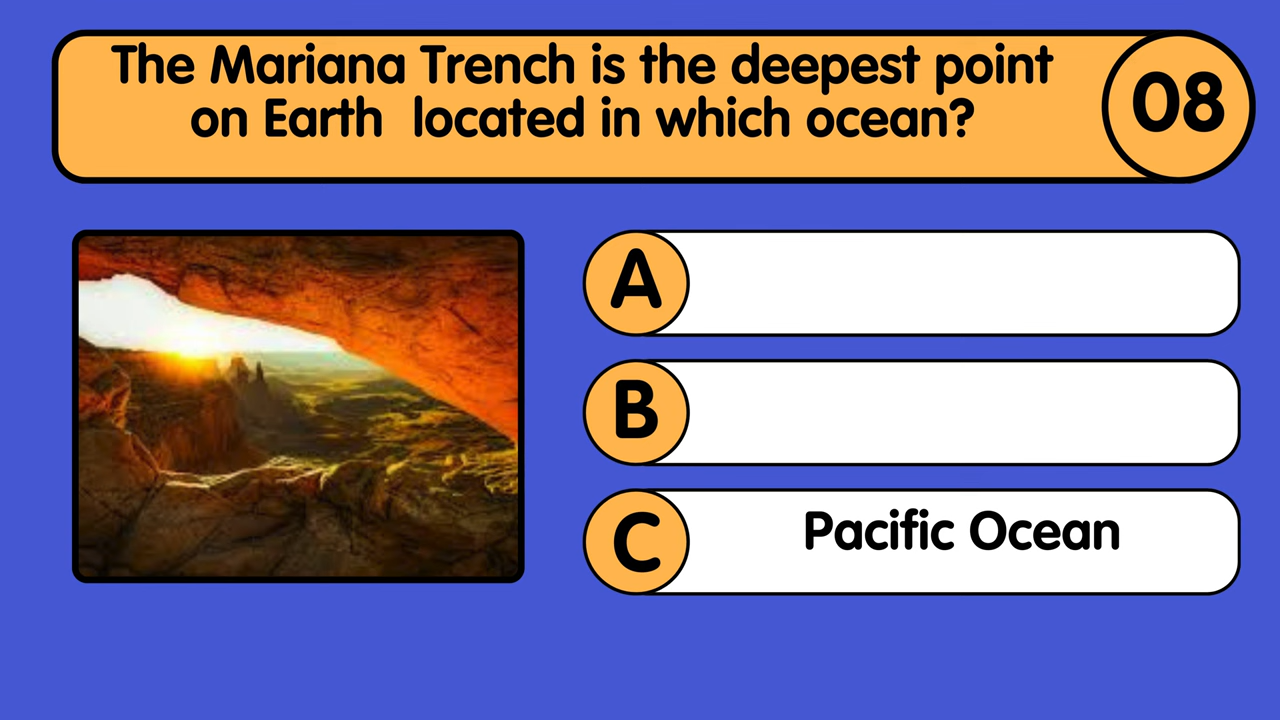 The Mariana Trench is the deepest point
on Earth  located in which ocean?
08
A
B
C
Pacific Ocean